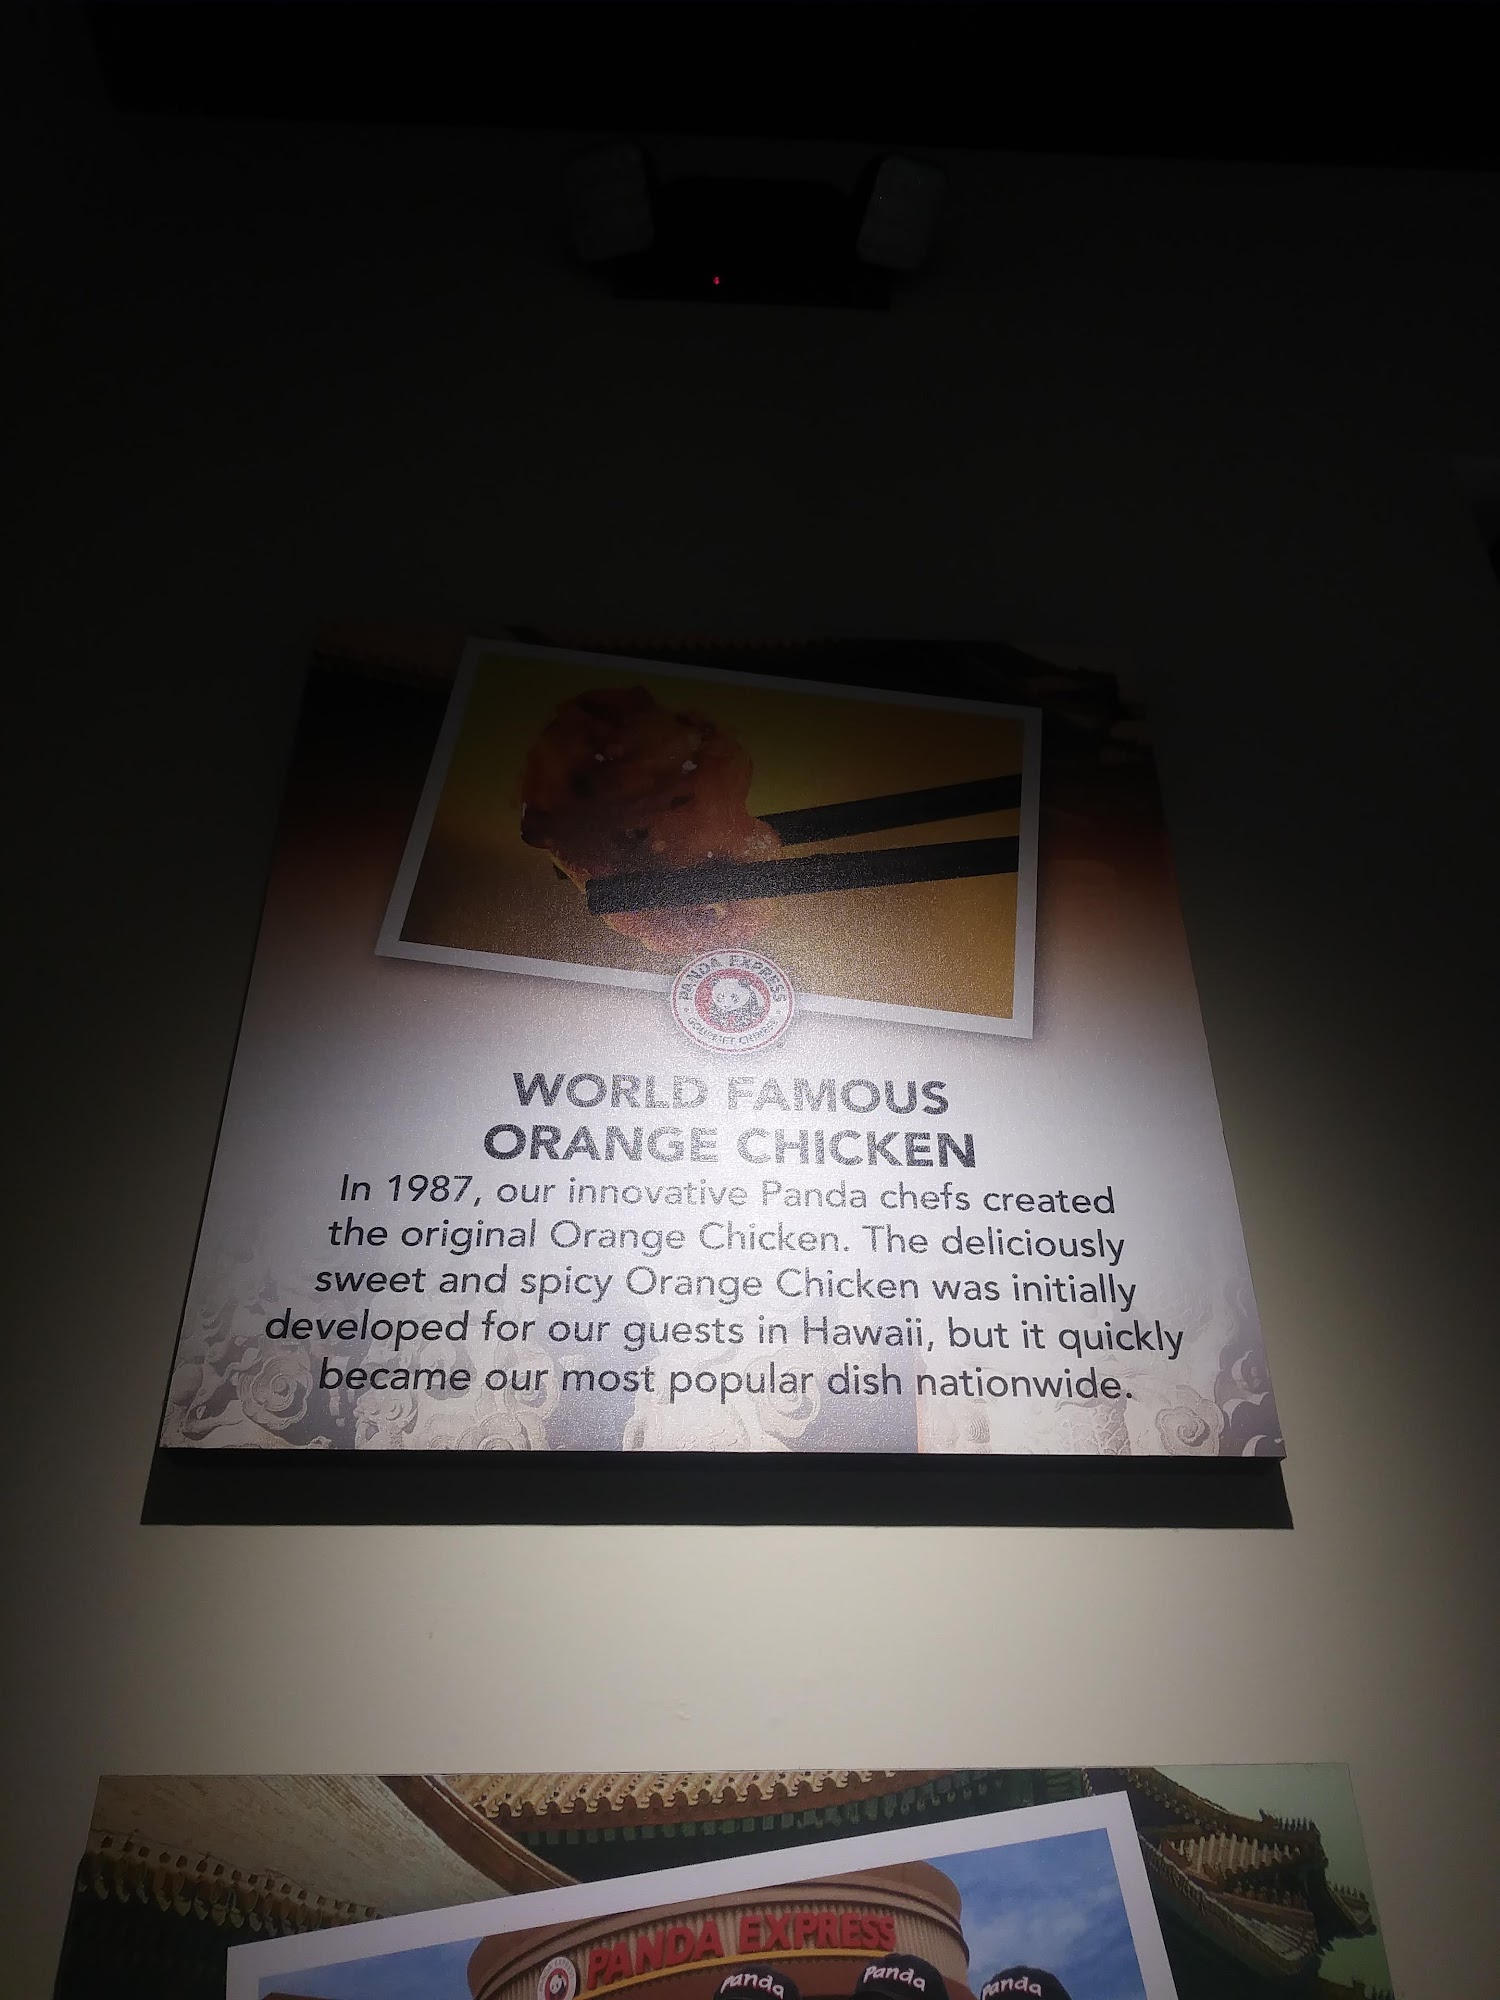 PANDA EXPRESS
GOURMET CHINESE
WORLD FAMOUS
ORANGE CHICKEN
In 1987, our innovative Panda chefs created
the original Orange Chicken. The deliciously
sweet and spicy Orange Chicken was initially
developed for our guests in Hawaii, but it quickly
became our most popular dish nationwide.
PANDA EXPRESS
Panda
Panda
Panda